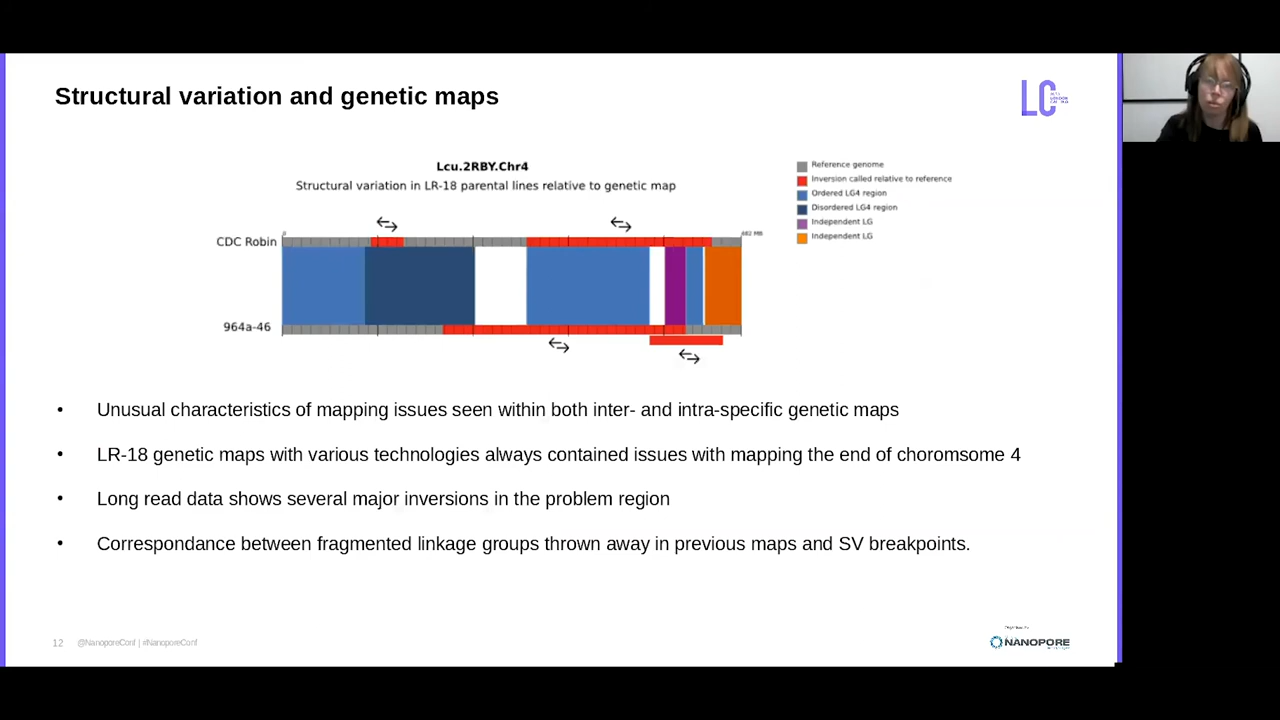 Structural variation and genetic maps
LC
Lcu.2RBY.Chr4
Structural variation in LR-18 parental lines relative to genetic map
Reference genome
Inversion called relative to reference
Ordered LG4 region
Disordered LG4 region
Independent LG
Independent LG
0
482 MB
CDC Robin
964a-46
• Unusual characteristics of mapping issues seen within both inter- and intra-specific genetic maps
• LR-18 genetic maps with various technologies always contained issues with mapping the end of choromsome 4
• Long read data shows several major inversions in the problem region
• Correspondance between fragmented linkage groups thrown away in previous maps and SV breakpoints.
12 @NanoporeConf | #NanoporeConf
NANOPORE